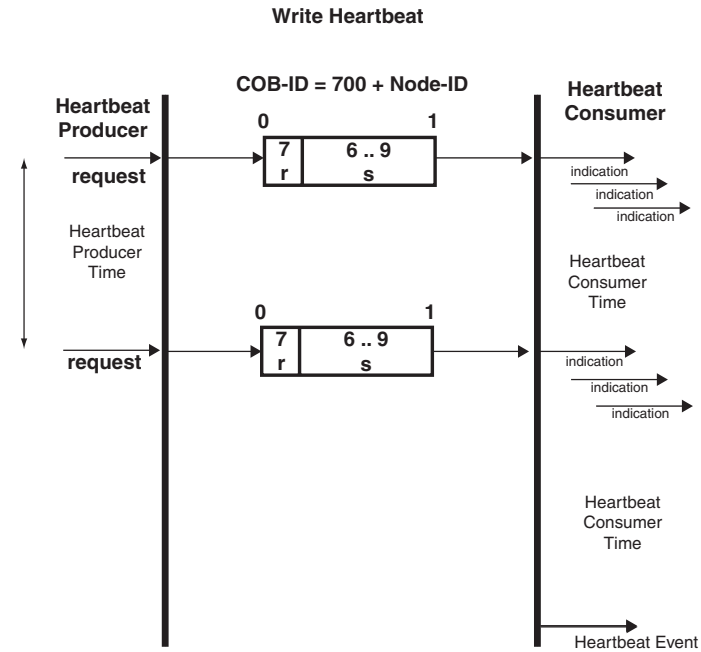 Write Heartbeat
COB-ID = 700 + Node-ID
Heartbeat
Producer
Heartbeat
Consumer
0 1
7 6 .. 9
r s
request
indication
indication
indication
Heartbeat
Producer
Time
Heartbeat
Consumer
Time
0 1
7 6 .. 9
r s
request
indication
indication
indication
Heartbeat
Consumer
Time
Heartbeat Event